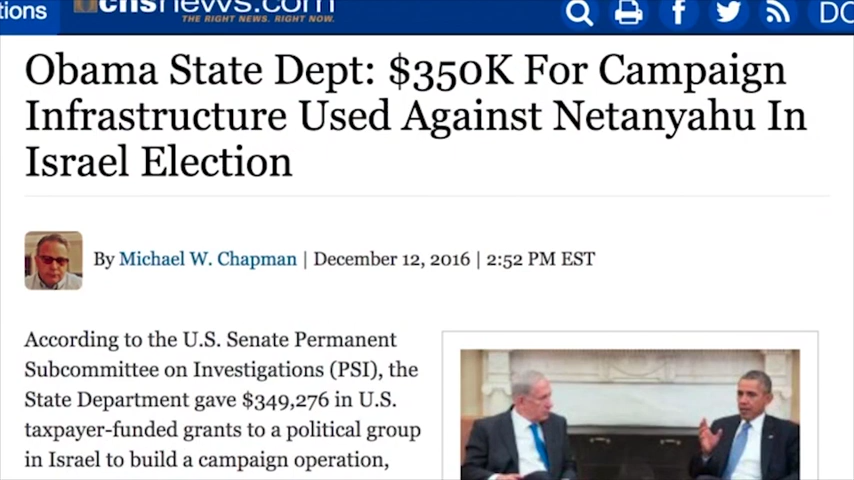 tions
cnsnews.com
THE RIGHT NEWS. RIGHT NOW.
DO
Obama State Dept: $350K For Campaign
Infrastructure Used Against Netanyahu In
Israel Election
By Michael W. Chapman | December 12, 2016 | 2:52 PM EST
According to the U.S. Senate Permanent
Subcommittee on Investigations (PSI), the
State Department gave $349,276 in U.S.
taxpayer-funded grants to a political group
in Israel to build a campaign operation,